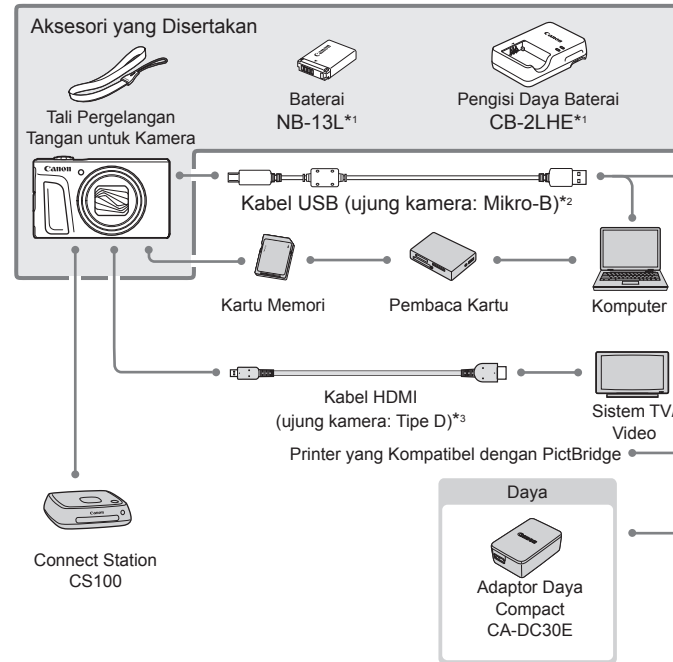 Aksesori yang Disertakan
Tali Pergelangan
Tangan untuk Kamera
Baterai
NB-13L*1
Pengisi Daya Baterai
CB-2LHE*1
Canon
Kabel USB (ujung kamera: Mikro-B)*2
Kartu Memori
Pembaca Kartu
Komputer
Kabel HDMI
(ujung kamera: Tipe D)*3
Sistem TV/
Video
Printer yang Kompatibel dengan PictBridge
Connect Station
CS100
Daya
Adaptor Daya
Compact
CA-DC30E